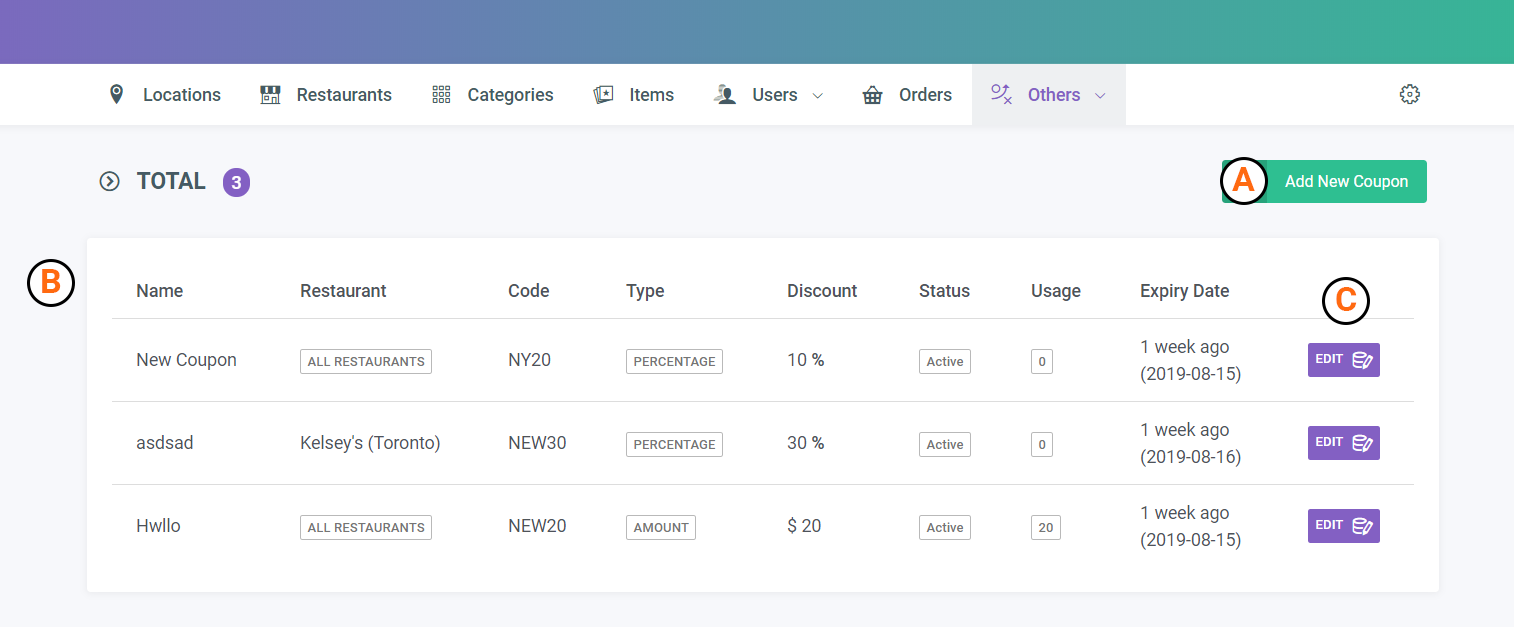 Locations Restaurants Categories Items Users Orders Others
TOTAL 3 A Add New Coupon
B
Name Restaurant Code Type Discount Status Usage Expiry Date C
New Coupon ALL RESTAURANTS NY20 PERCENTAGE 10 % Active 0 1 week ago EDIT
(2019-08-15)
asdsad Kelsey's (Toronto) NEW30 PERCENTAGE 30 % Active 0 1 week ago EDIT
(2019-08-16)
Hwllo ALL RESTAURANTS NEW20 AMOUNT $ 20 Active 20 1 week ago EDIT
(2019-08-15)